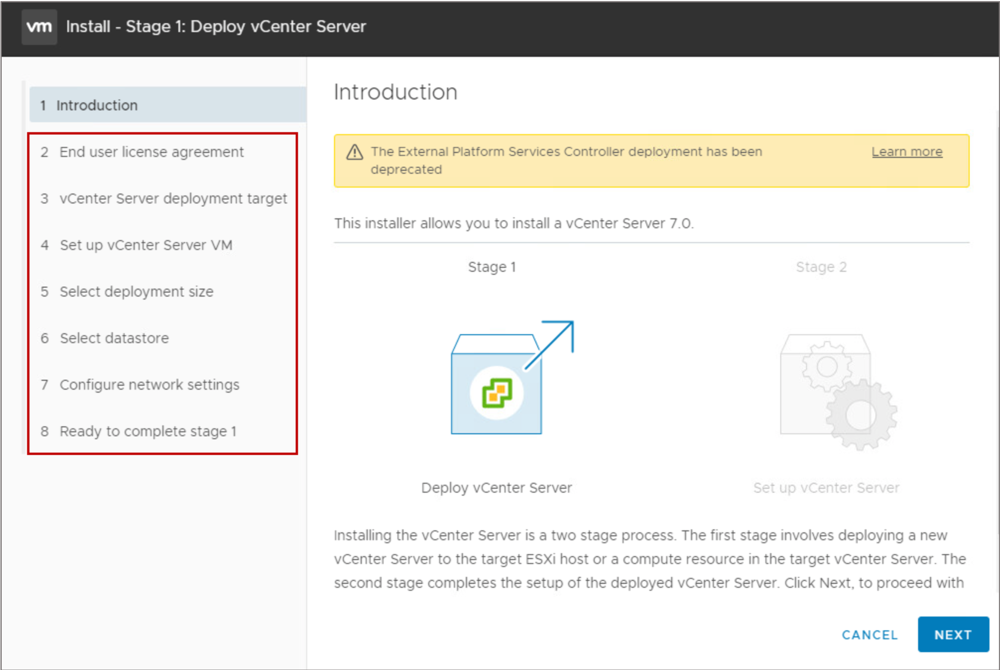 vm Install - Stage 1: Deploy vCenter Server
1 Introduction
2 End user license agreement
3 vCenter Server deployment target
4 Set up vCenter Server VM
5 Select deployment size
6 Select datastore
7 Configure network settings
8 Ready to complete stage 1
Introduction
The External Platform Services Controller deployment has been
deprecated
Learn more
This installer allows you to install a vCenter Server 7.0.
Stage 1
Stage 2
Deploy vCenter Server
Set up vCenter Server
Installing the vCenter Server is a two stage process. The first stage involves deploying a new
vCenter Server to the target ESXi host or a compute resource in the target vCenter Server. The
second stage completes the setup of the deployed vCenter Server. Click Next, to proceed with
CANCEL
NEXT